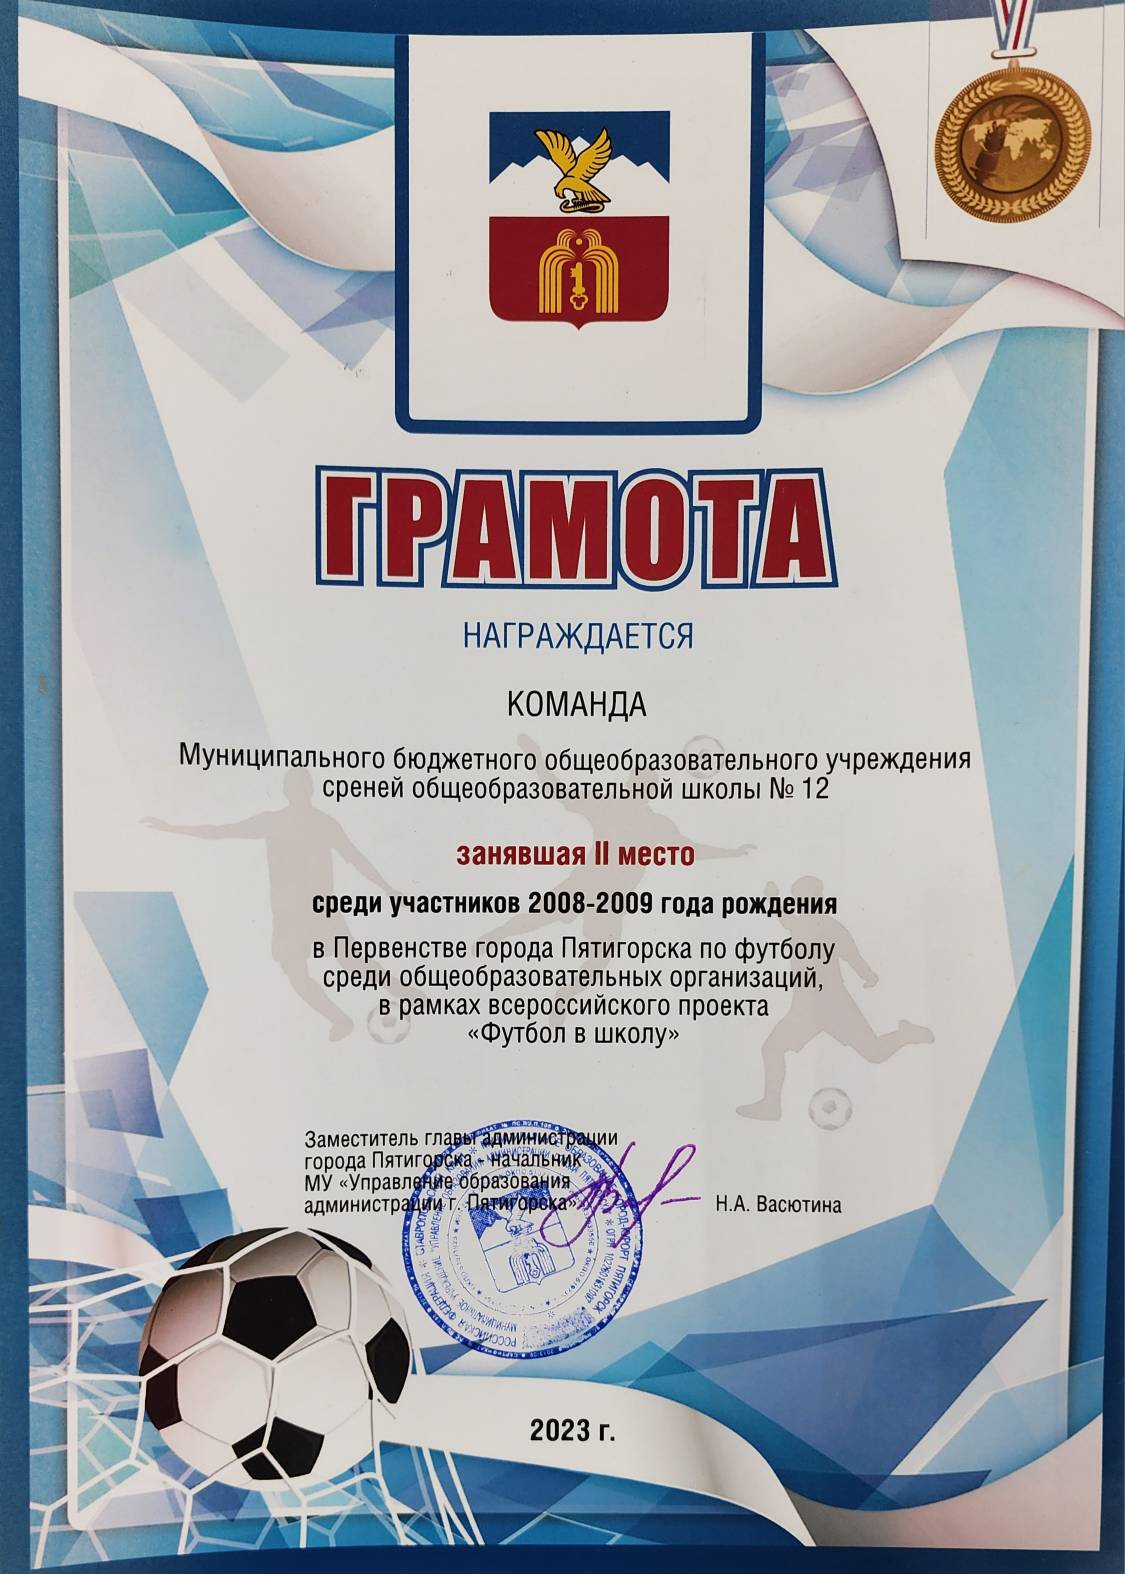 ГРАМОТА
НАГРАЖДАЕТСЯ
КОМАНДА
Муниципального бюджетного общеобразовательного учреждения
среней общеобразовательной школы № 12
занявшая II место
среди участников 2008-2009 года рождения
в Первенстве города Пятигорска по футболу
среди общеобразовательных организаций,
в рамках всероссийского проекта
«Футбол в школу»
Заместитель главы администрации
города Пятигорска - начальник
МУ «Управление образования
администрации г. Пятигорска»
Н.А. Васютина
РОССИЙСКАЯ ФЕДЕРАЦИЯ
2023 г.